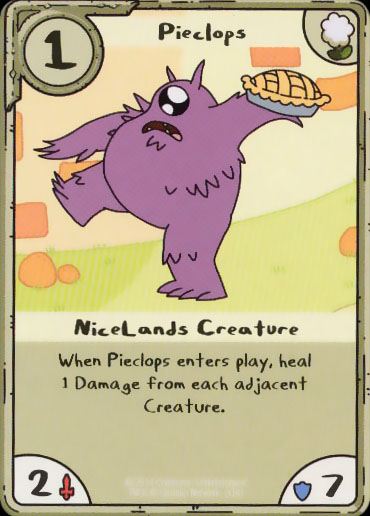 1
Pieclops
NiceLands Creature
When Pieclops enters play, heal
1 Damage from each adjacent
Creature.
2
7